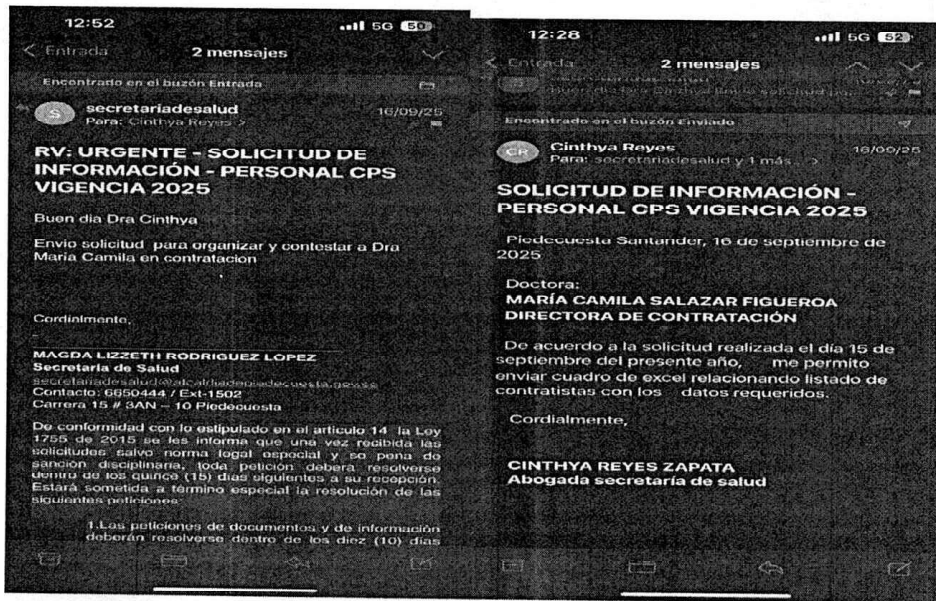 12:52
5G 50
Entrada
2 mensajes
Encontrado en el buzón Entrada
S
secretariadesalud
16/09/25
Para: Cinthya Reyes >
RV: URGENTE - SOLICITUD DE
INFORMACIÓN - PERSONAL CPS
VIGENCIA 2025
Buen dia Dra Cinthya
Envio solicitud para organizar y contestar a Dra
Maria Camila en contratacion
Cordialmente,
MAGDA LIZZETH RODRIGUEZ LOPEZ
Secretaria de Salud
Contacto: 6650444 / Ext-1502
Carrera 15 # 3AN – 10 Piedecuesta
De conformidad con lo estipulado en el articulo 14 la Ley
1755 de 2015 se les informa que una vez recibida las
solicitudes salvo norma legal especial y so pena de
sanción disciplinaria, toda petición deberá resolverse
dentro de los quince (15) días siguientes a su recepción.
Estará sometida a término especial la resolución de las
siguientes peticiones:
1.Las peticiones de documentos y de información
deberán resolverse dentro de los diez (10) días
12:28
5G 52
Entrada
2 mensajes
Encontrado en el buzón Enviado
CR
Cinthya Reyes
16/09/25
Para: secretariadesalud y 1 más... >
SOLICITUD DE INFORMACIÓN -
PERSONAL CPS VIGENCIA 2025
Piedecuesta Santander, 16 de septiembre de
2025
Doctora:
MARÍA CAMILA SALAZAR FIGUEROA
DIRECTORA DE CONTRATACIÓN
De acuerdo a la solicitud realizada el día 15 de
septiembre del presente año, me permito
enviar cuadro de excel relacionando listado de
contratistas con los datos requeridos.
Cordialmente,
CINTHYA REYES ZAPATA
Abogada secretaría de salud